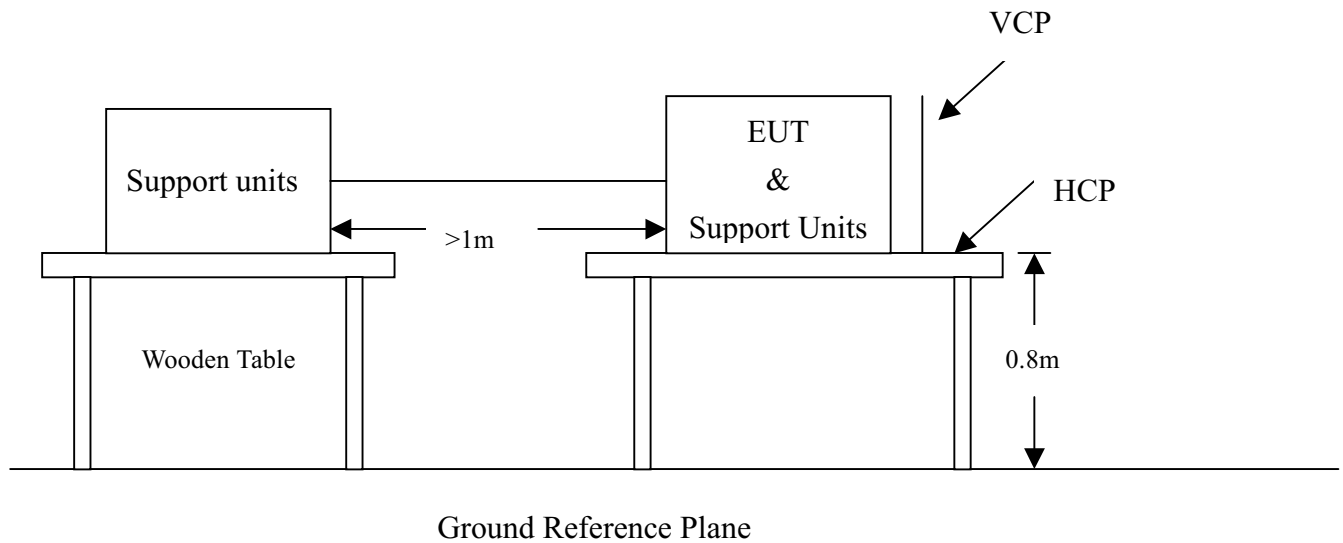 VCP
EUT
&
Support Units
Support units
HCP
>1m
Wooden Table
0.8m
Ground Reference Plane